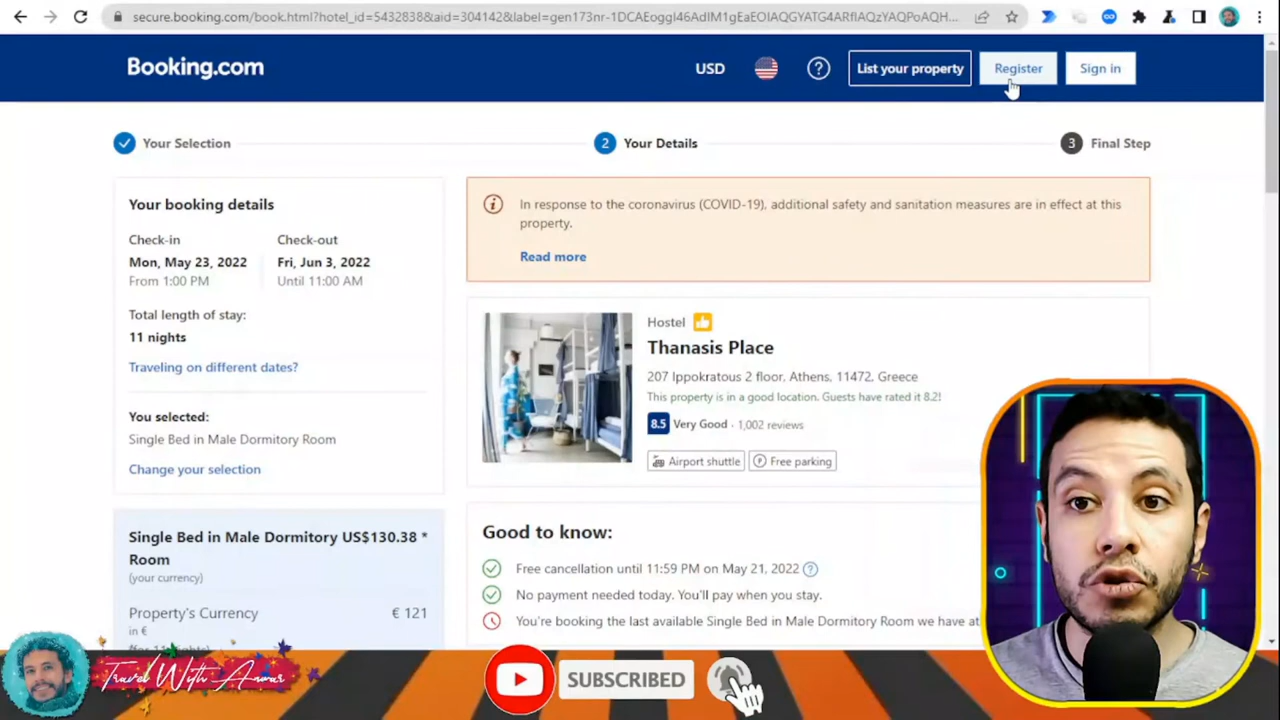 secure.booking.com/book.html?hotel_id=5432838&aid=304142&label=gen173nr-1DCAEoggI46AdIM1gEaEOIAQGYATG4ARfIAQzYAQPoAQH...
Booking.com
USD
List your property
Register
Sign in
Your Selection
2 Your Details
3 Final Step
Your booking details
Check-in
Mon, May 23, 2022
From 1:00 PM
Check-out
Fri, Jun 3, 2022
Until 11:00 AM
Total length of stay:
11 nights
Traveling on different dates?
You selected:
Single Bed in Male Dormitory Room
Change your selection
Single Bed in Male Dormitory US$130.38 *
Room
(your currency)
Property's Currency € 121
in €
(for 11 nights)
In response to the coronavirus (COVID-19), additional safety and sanitation measures are in effect at this
property.
Read more
Hostel
Thanasis Place
207 Ippokratous 2 floor, Athens, 11472, Greece
This property is in a good location. Guests have rated it 8.2!
8.5 Very Good · 1,002 reviews
Airport shuttle
P Free parking
Good to know:
Free cancellation until 11:59 PM on May 21, 2022
No payment needed today. You'll pay when you stay.
You're booking the last available Single Bed in Male Dormitory Room we have at
Travel With Anwar
SUBSCRIBED